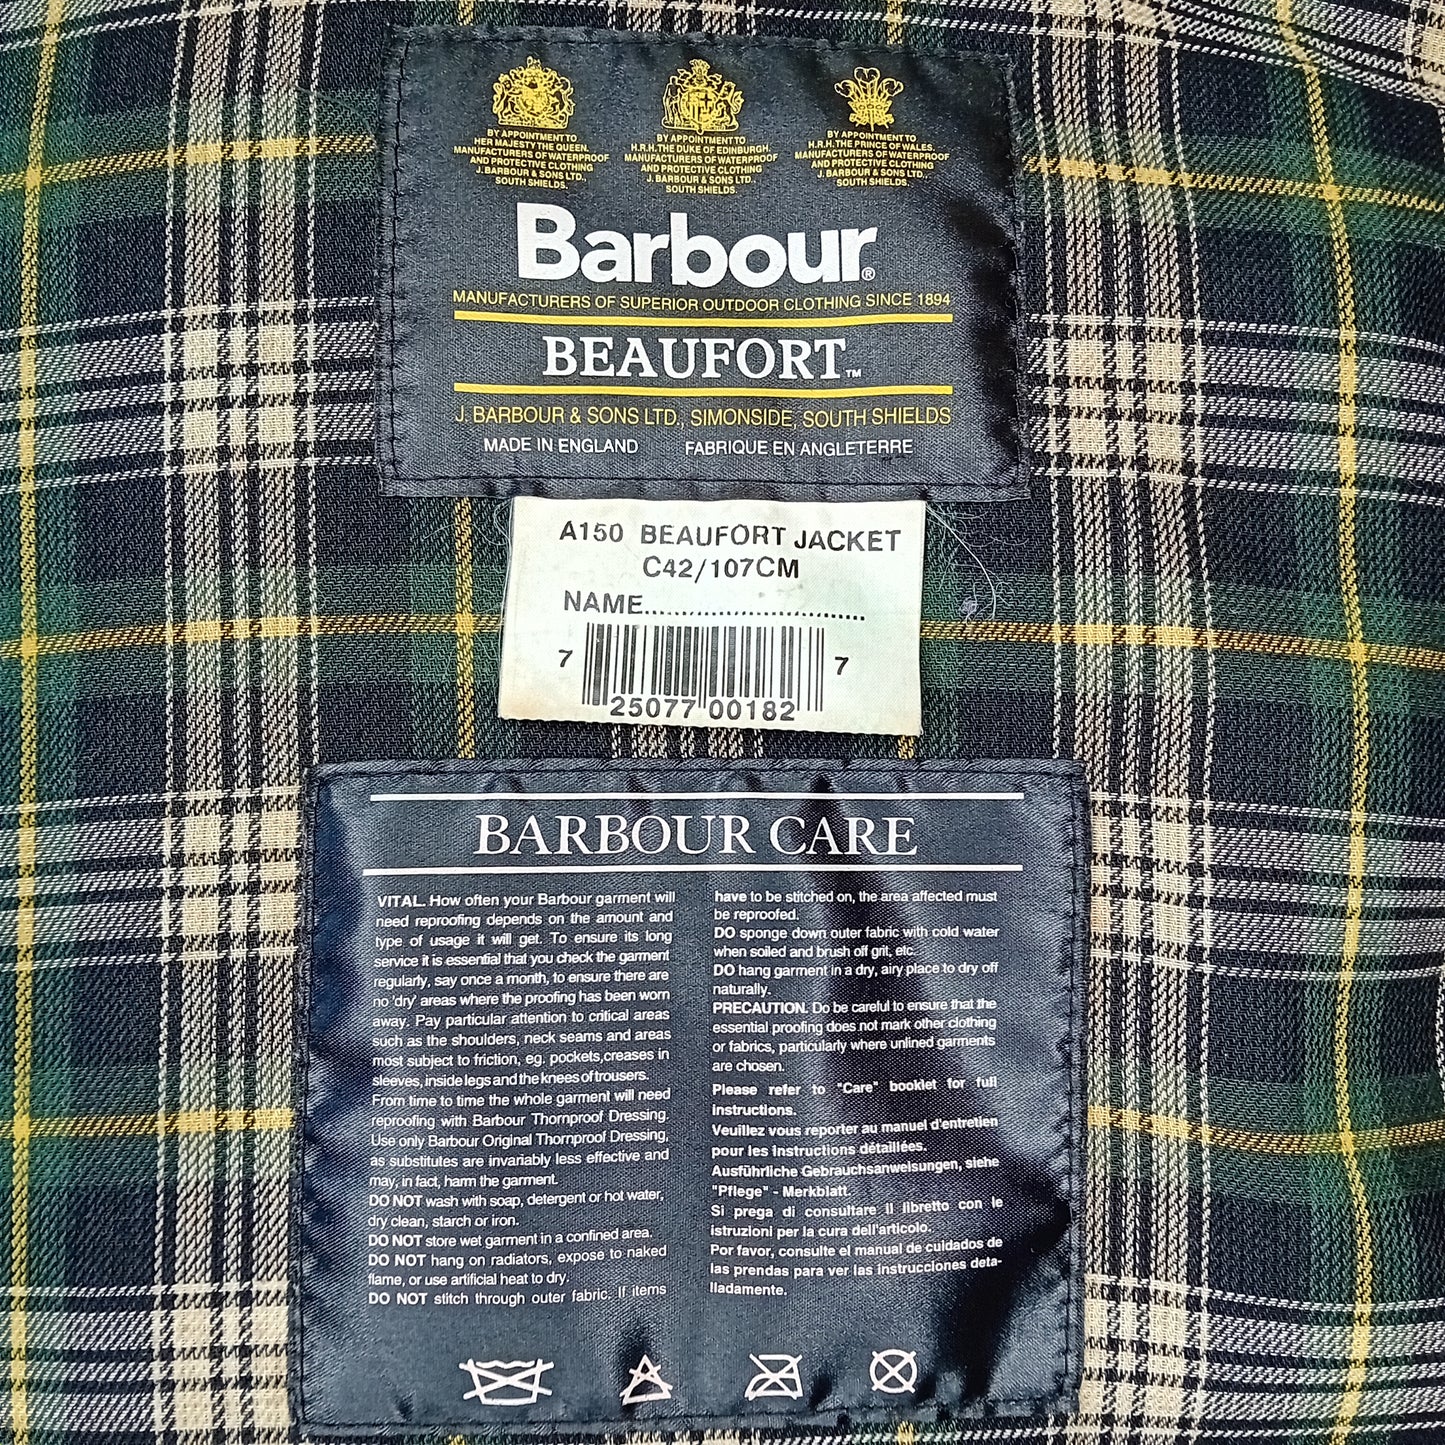 BY APPOINTMENT TO
HER MAJESTY THE QUEEN.
MANUFACTURERS OF WATERPROOF
AND PROTECTIVE CLOTHING
J. BARBOUR & SONS LTD.,
SOUTH SHIELDS.
BY APPOINTMENT TO
H.R.H. THE DUKE OF EDINBURGH.
MANUFACTURERS OF WATERPROOF
AND PROTECTIVE CLOTHING
J. BARBOUR & SONS LTD.,
SOUTH SHIELDS.
BY APPOINTMENT TO
H.R.H. THE PRINCE OF WALES.
MANUFACTURERS OF WATERPROOF
AND PROTECTIVE CLOTHING
J. BARBOUR & SONS LTD.,
SOUTH SHIELDS.
Barbour®
MANUFACTURERS OF SUPERIOR OUTDOOR CLOTHING SINCE 1894
BEAUFORT™
J. BARBOUR & SONS LTD., SIMONSIDE, SOUTH SHIELDS
MADE IN ENGLAND FABRIQUE EN ANGLETERRE
A150 BEAUFORT JACKET
C42/107CM
NAME...........................
7 25077 00182 7
BARBOUR CARE
VITAL. How often your Barbour garment will
need reproofing depends on the amount and
type of usage it will get. To ensure its long
service it is essential that you check the garment
regularly, say once a month, to ensure there are
no 'dry' areas where the proofing has been worn
away. Pay particular attention to critical areas
such as the shoulders, neck seams and areas
most subject to friction, eg. pockets,creases in
sleeves, inside legs and the knees of trousers.
From time to time the whole garment will need
reproofing with Barbour Thornproof Dressing.
Use only Barbour Original Thornproof Dressing,
as substitutes are invariably less effective and
may, in fact, harm the garment.
DO NOT wash with soap, detergent or hot water,
dry clean, starch or iron.
DO NOT store wet garment in a confined area.
DO NOT hang on radiators, expose to naked
flame, or use artificial heat to dry.
DO NOT stitch through outer fabric. If items
have to be stitched on, the area affected must
be reproofed.
DO sponge down outer fabric with cold water
when soiled and brush off grit, etc.
DO hang garment in a dry, airy place to dry off
naturally.
PRECAUTION. Do be careful to ensure that the
essential proofing does not mark other clothing
or fabrics, particularly where unlined garments
are chosen.
Please refer to "Care" booklet for full
instructions.
Veuillez vous reporter au manuel d'entretien
pour les instructions détaillées.
Ausführliche Gebrauchsanweisungen, siehe
"Pflege" - Merkblatt.
Si prega di consultare il libretto con le
istruzioni per la cura dell'articolo.
Por favor, consulte el manual de cuidados de
las prendas para ver las instrucciones deta-
lladamente.